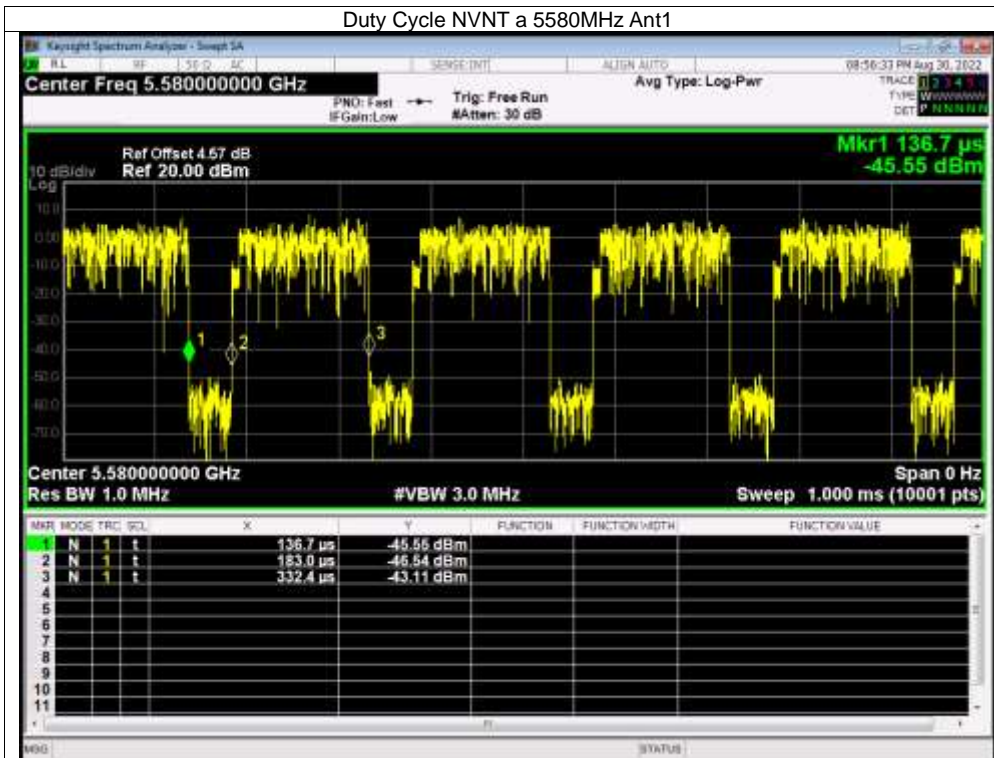 Duty Cycle NVNT a 5580MHz Ant1
Keysight Spectrum Analyzer - Swept SA
RL RF 50 Ω AC SENSE:INT ALIGN AUTO 08:56:33 PM Aug 30, 2022
Center Freq 5.580000000 GHz Avg Type: Log-Pwr TRACE 1 2 3 4 5 6
PNO: Fast Trig: Free Run TYPE WWWWWW
IFGain:Low #Atten: 30 dB DET P NNNNN
Mkr1 136.7 µs
-45.55 dBm
Ref Offset 4.57 dB
10 dB/div Ref 20.00 dBm
Log
10.0
0.00
-10.0
-20.0
-30.0
-40.0
-50.0
-60.0
-70.0
1
2
3
Center 5.580000000 GHz Span 0 Hz
Res BW 1.0 MHz #VBW 3.0 MHz Sweep 1.000 ms (10001 pts)
MKR MODE TRC SCL X Y FUNCTION FUNCTION WIDTH FUNCTION VALUE
1 N 1 t 136.7 µs -45.55 dBm
2 N 1 t 183.0 µs -46.54 dBm
3 N 1 t 332.4 µs -43.11 dBm
4
5
6
7
8
9
10
11
MSG STATUS